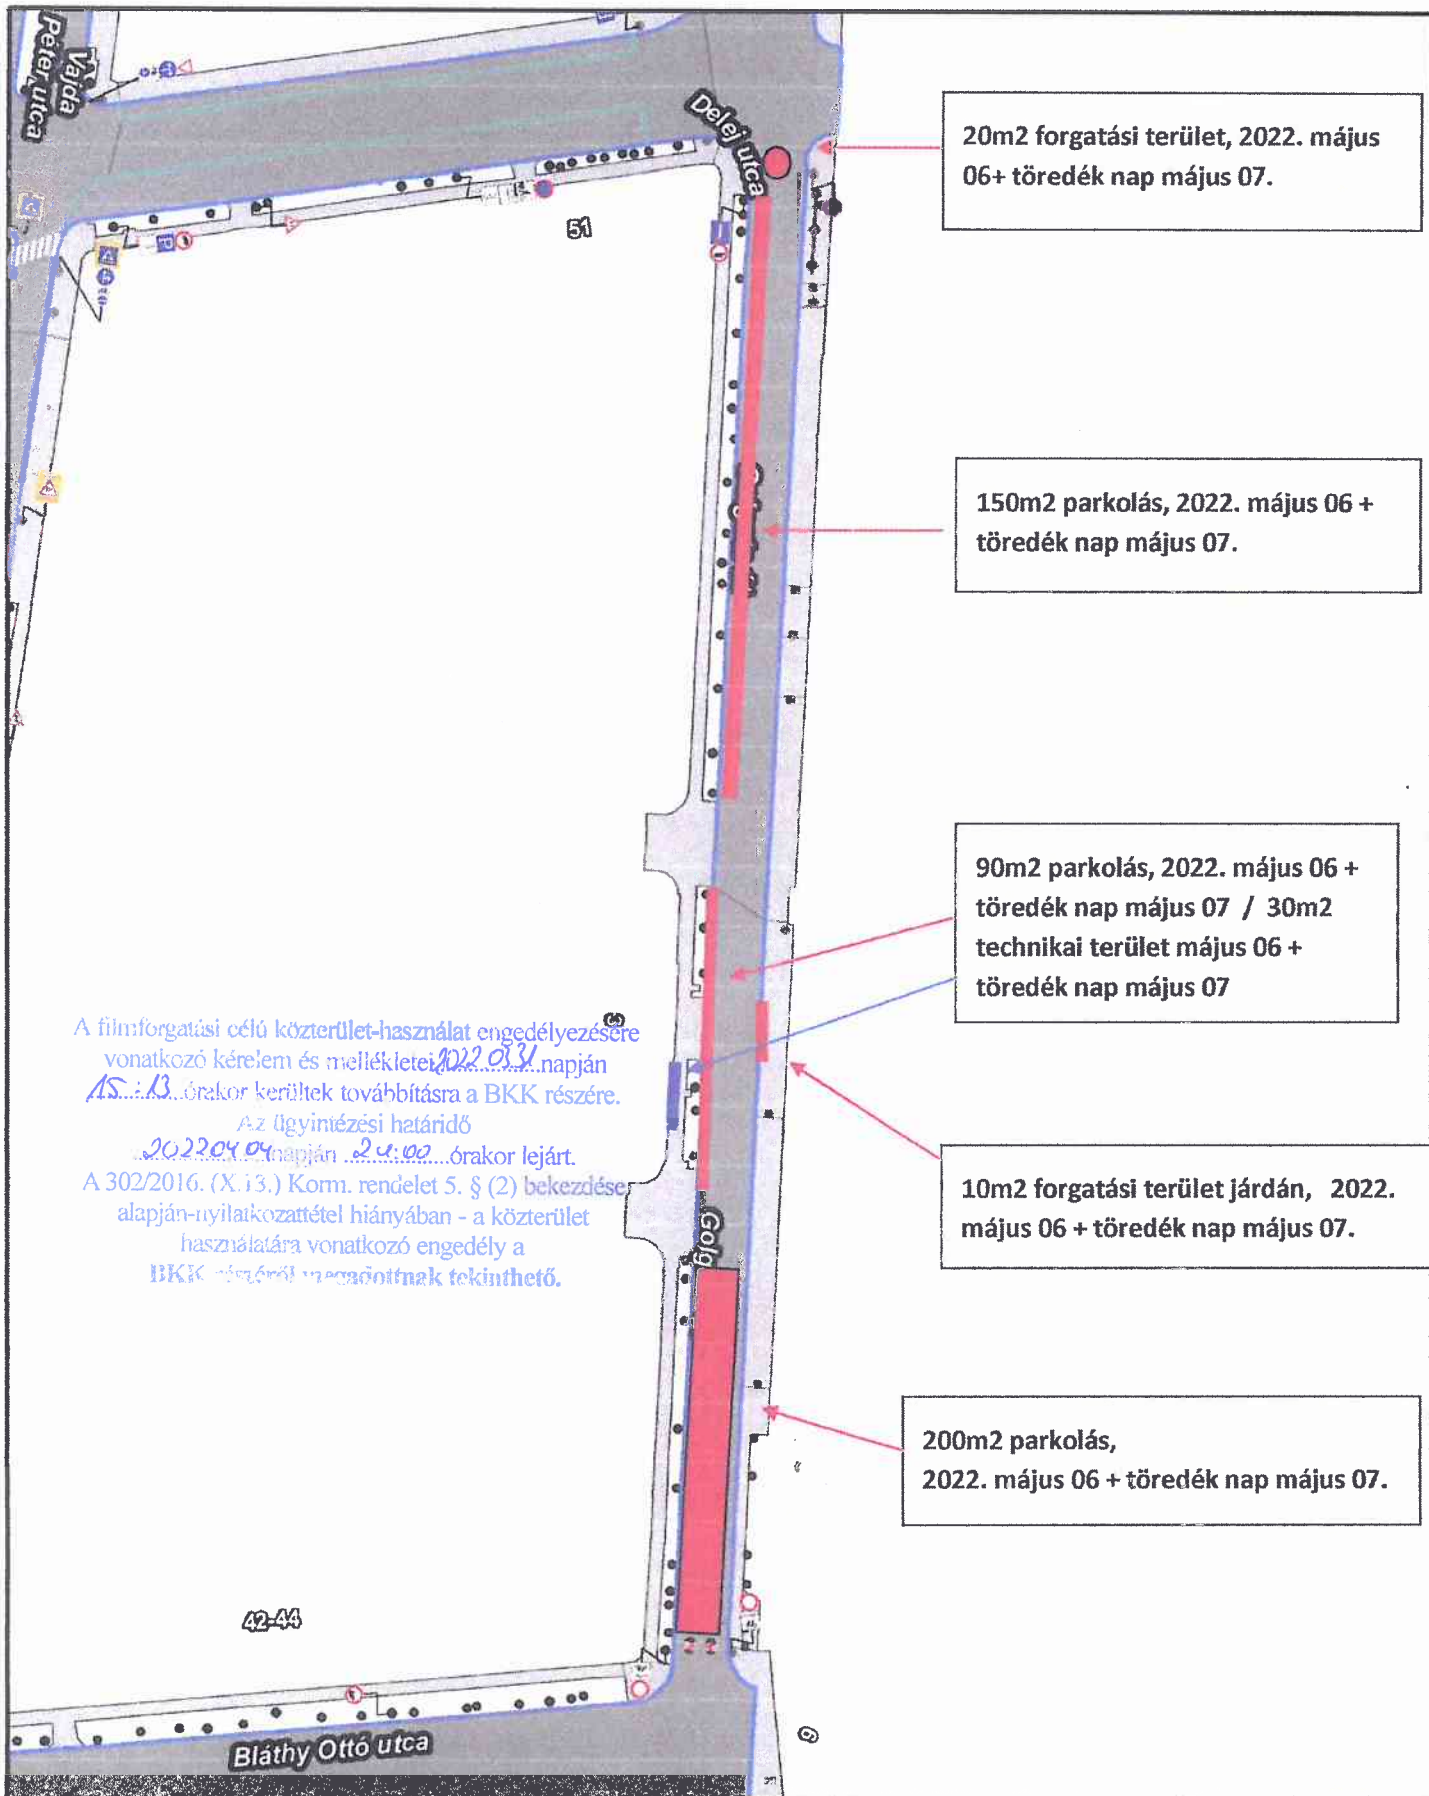 Vajda
Péter utca
Delej utca
20m2 forgatási terület, 2022. május
06+ töredék nap május 07.
51
150m2 parkolás, 2022. május 06 +
töredék nap május 07.
90m2 parkolás, 2022. május 06 +
töredék nap május 07 / 30m2
technikai terület május 06 +
töredék nap május 07
A filmforgatási célú közterület-használat engedélyezésére
vonatkozó kérelem és mellékletei 2022.03.31. napján
15:13 órakor kerültek továbbításra a BKK részére.
Az ügyintézési határidő
2022.04.04 napján 24:00 órakor lejárt.
A 302/2016. (X.13.) Korm. rendelet 5. § (2) bekezdése
alapján-nyilatkozattétel hiányában - a közterület
használatára vonatkozó engedély a
BKK részéről megadottnak tekinthető.
10m2 forgatási terület járdán, 2022.
május 06 + töredék nap május 07.
Golg
200m2 parkolás,
2022. május 06 + töredék nap május 07.
42-44
Bláthy Ottó utca